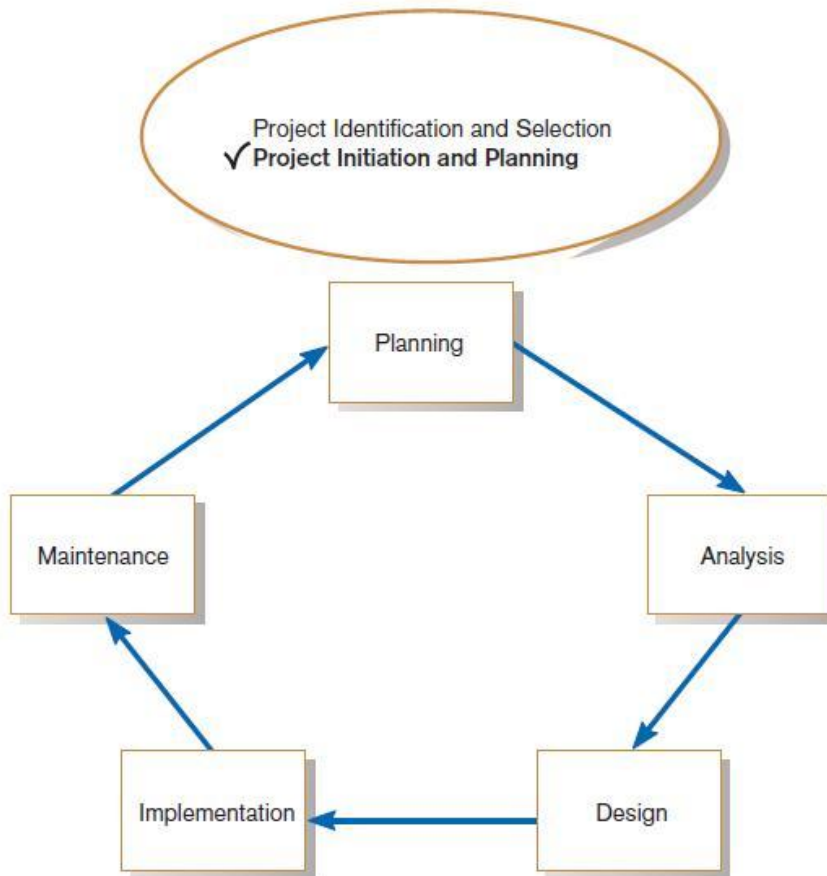 Project Identification and Selection
✓Project Initiation and Planning
Planning
Maintenance
Analysis
Implementation
Design